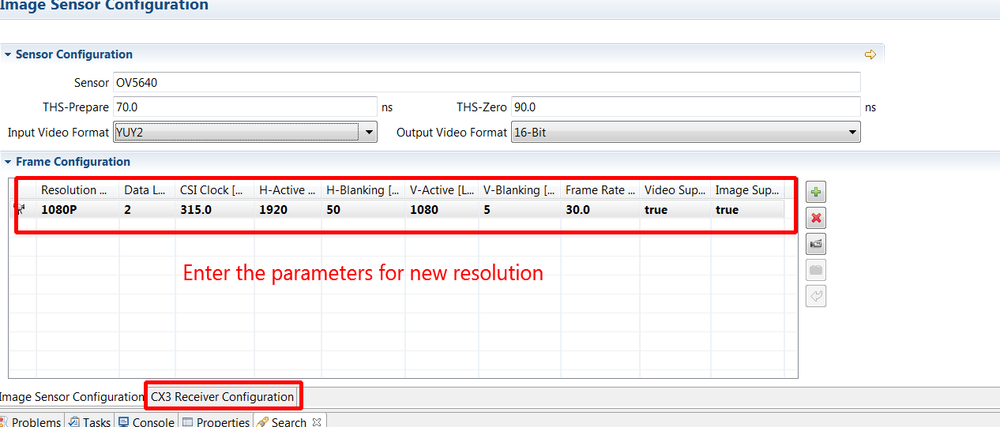 Image Sensor Configuration
Sensor Configuration
Sensor OV5640
THS-Prepare 70.0 ns THS-Zero 90.0 ns
Input Video Format YUY2 Output Video Format 16-Bit
Frame Configuration
Resolution ... Data L... CSI Clock [... H-Active ... H-Blanking [... V-Active [L... V-Blanking [... Frame Rate ... Video Sup... Image Sup...
1080P 2 315.0 1920 50 1080 5 30.0 true true
Enter the parameters for new resolution
Image Sensor Configuration CX3 Receiver Configuration
Problems Tasks Console Properties Search